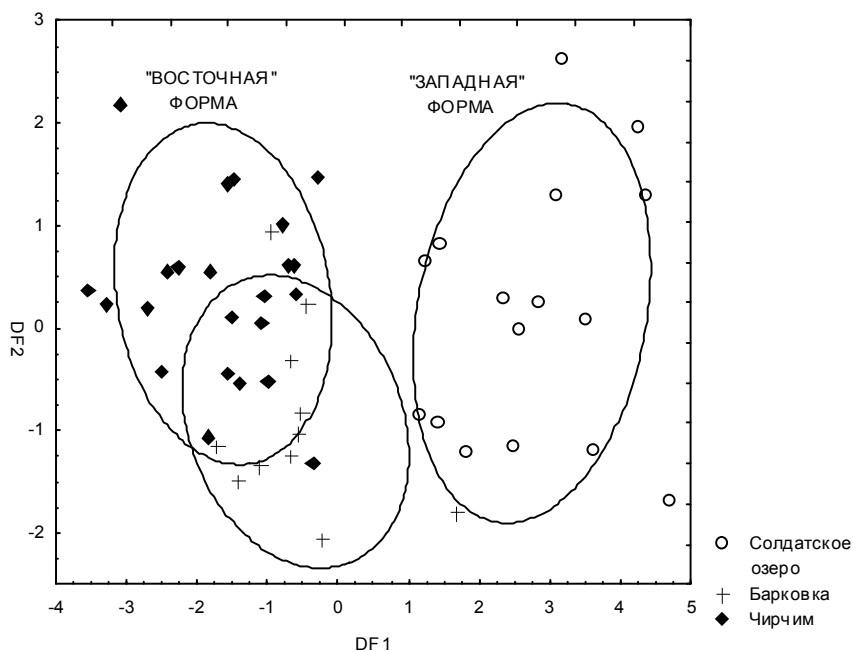 3
"ВОСТОЧНАЯ"
ФОРМА
"ЗАПАДНАЯ"
ФОРМА
2
1
0
DF2
-1
-2
-4
-3
-2
-1
0
1
2
3
4
5
DF1
Солдатское
озеро
Барковка
Чирчим